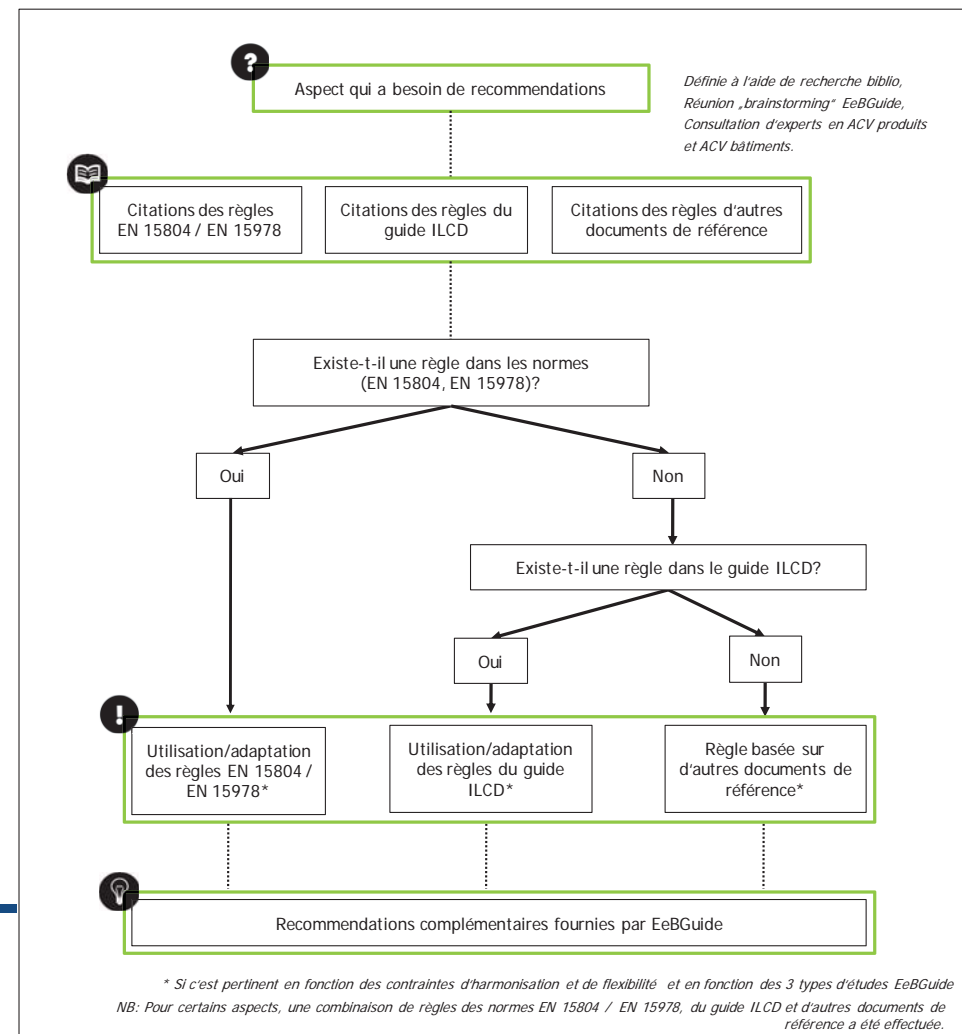 ?
Aspect qui a besoin de recommendations
Définie à l'aide de recherche biblio,
Réunion „brainstorming“ EeBGuide,
Consultation d'experts en ACV produits
et ACV bâtiments.
Citations des règles
EN 15804 / EN 15978
Citations des règles du
guide ILCD
Citations des règles d'autres
documents de référence
Existe-t-il une règle dans les normes
(EN 15804, EN 15978)?
Oui
Non
Existe-t-il une règle dans le guide ILCD?
Oui
Non
!
Utilisation/adaptation
des règles EN 15804 /
EN 15978*
Utilisation/adaptation
des règles du guide
ILCD*
Règle basée sur
d'autres documents de
référence*
Recommendations complémentaires fournies par EeBGuide
* Si c'est pertinent en fonction des contraintes d'harmonisation et de flexibilité et en fonction des 3 types d'études EeBGuide
NB: Pour certains aspects, une combinaison de règles des normes EN 15804 / EN 15978, du guide ILCD et d'autres documents de
référence a été effectuée.